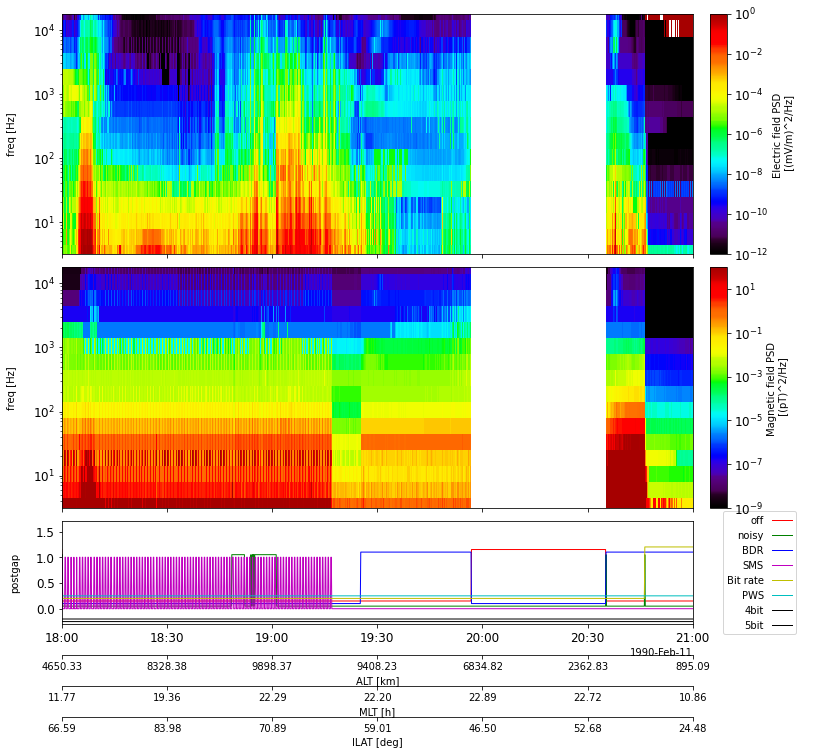 10^4
10^3
10^2
10^1
freq [Hz]
10^0
10^-2
10^-4
10^-6
10^-8
10^-10
10^-12
Electric field PSD
[(mV/m)^2/Hz]
10^4
10^3
10^2
10^1
freq [Hz]
10^1
10^-1
10^-3
10^-5
10^-7
10^-9
Magnetic field PSD
[(pT)^2/Hz]
1.5
1.0
0.5
0.0
postgap
off
noisy
BDR
SMS
Bit rate
PWS
4bit
5bit
18:00 18:30 19:00 19:30 20:00 20:30 21:00
1990-Feb-11
4650.33 8328.38 9898.37 9408.23 6834.82 2362.83 895.09
ALT [km]
11.77 19.36 22.29 22.20 22.89 22.72 10.86
MLT [h]
66.59 83.98 70.89 59.01 46.50 52.68 24.48
ILAT [deg]